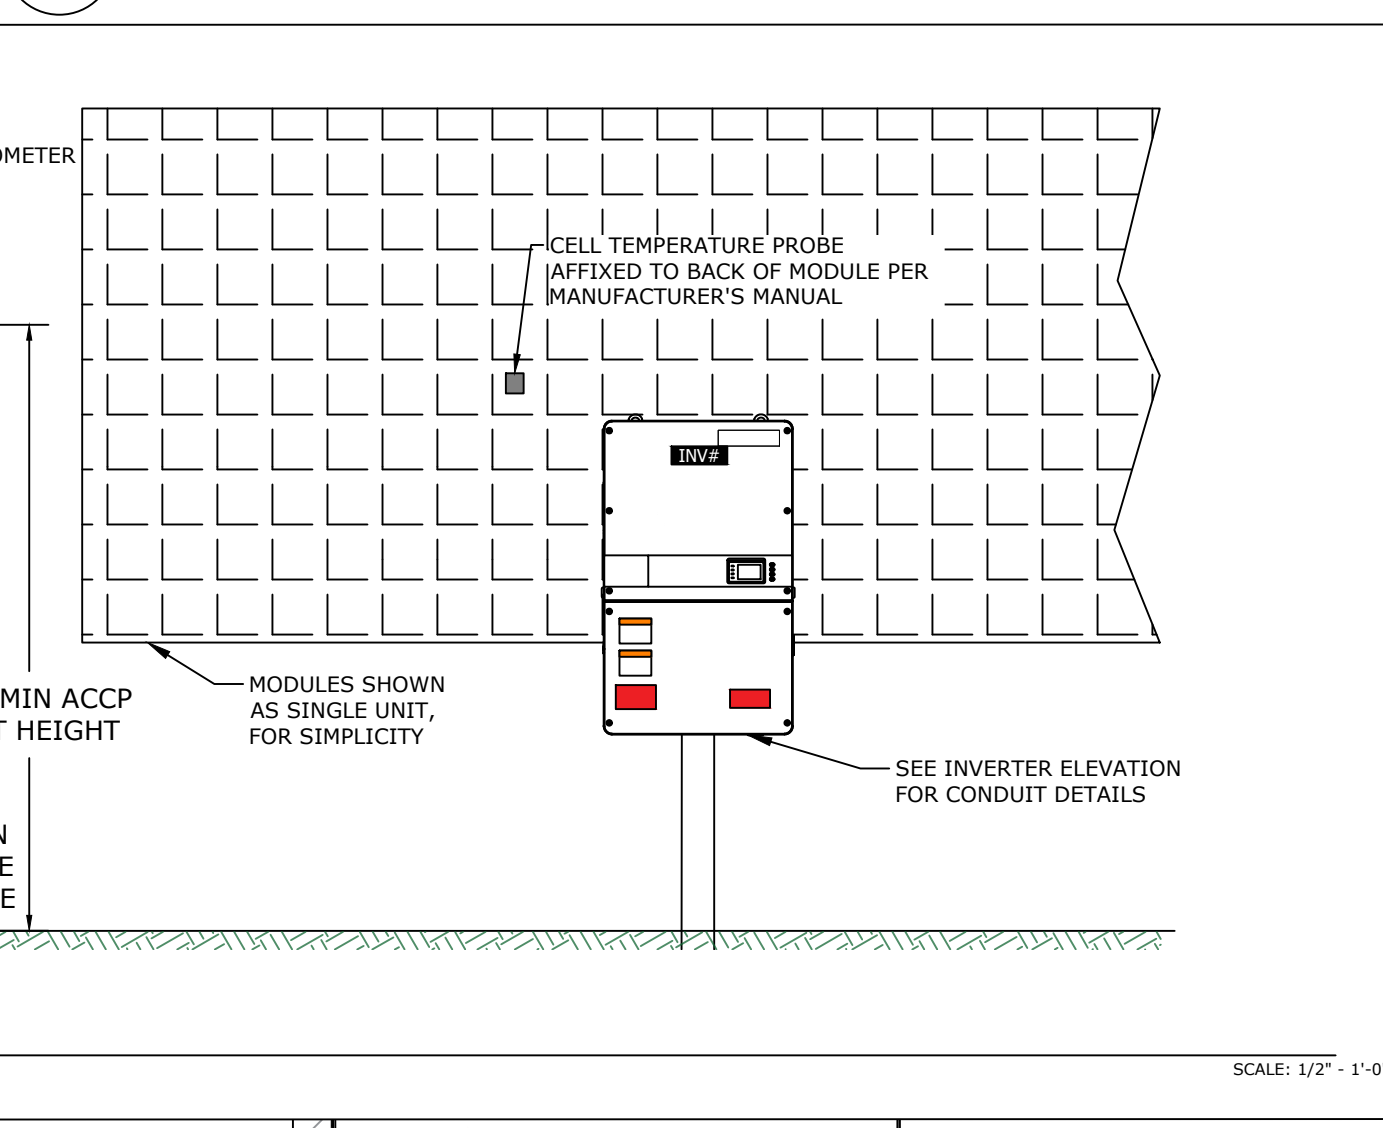 OMETER
CELL TEMPERATURE PROBE
AFFIXED TO BACK OF MODULE PER
MANUFACTURER'S MANUAL
INV#
MIN ACCP
T HEIGHT
MODULES SHOWN
AS SINGLE UNIT,
FOR SIMPLICITY
SEE INVERTER ELEVATION
FOR CONDUIT DETAILS
N
E
E
SCALE: 1/2" - 1'-0"